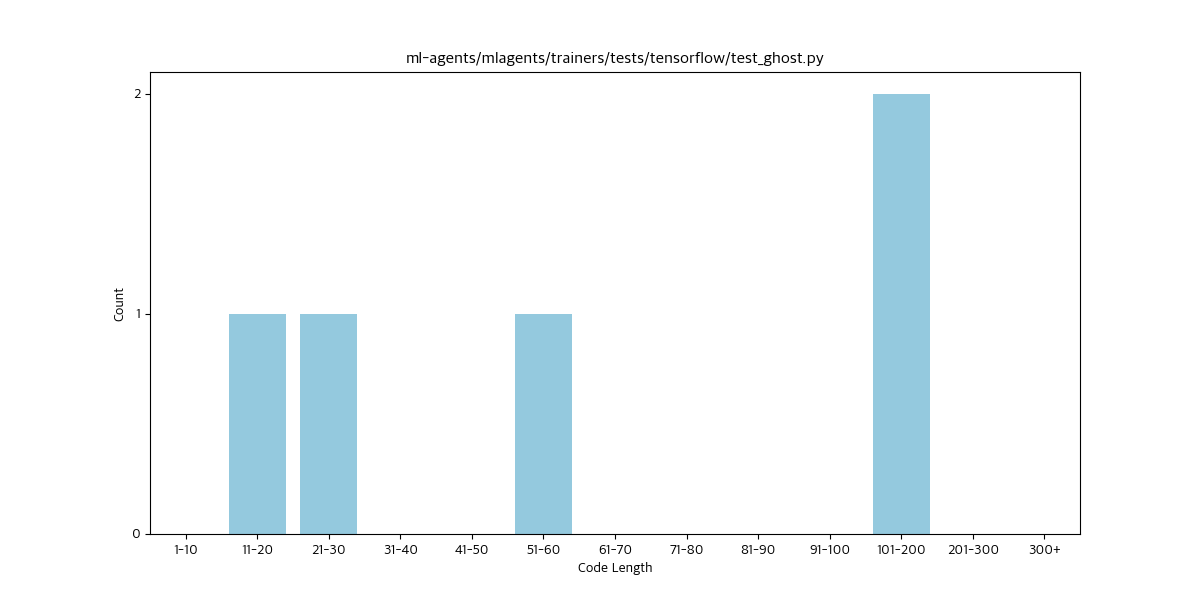 ml-agents/mlagents/trainers/tests/tensorflow/test_ghost.py
2
1
0
Count
1-10 11-20 21-30 31-40 41-50 51-60 61-70 71-80 81-90 91-100 101-200 201-300 300+
Code Length